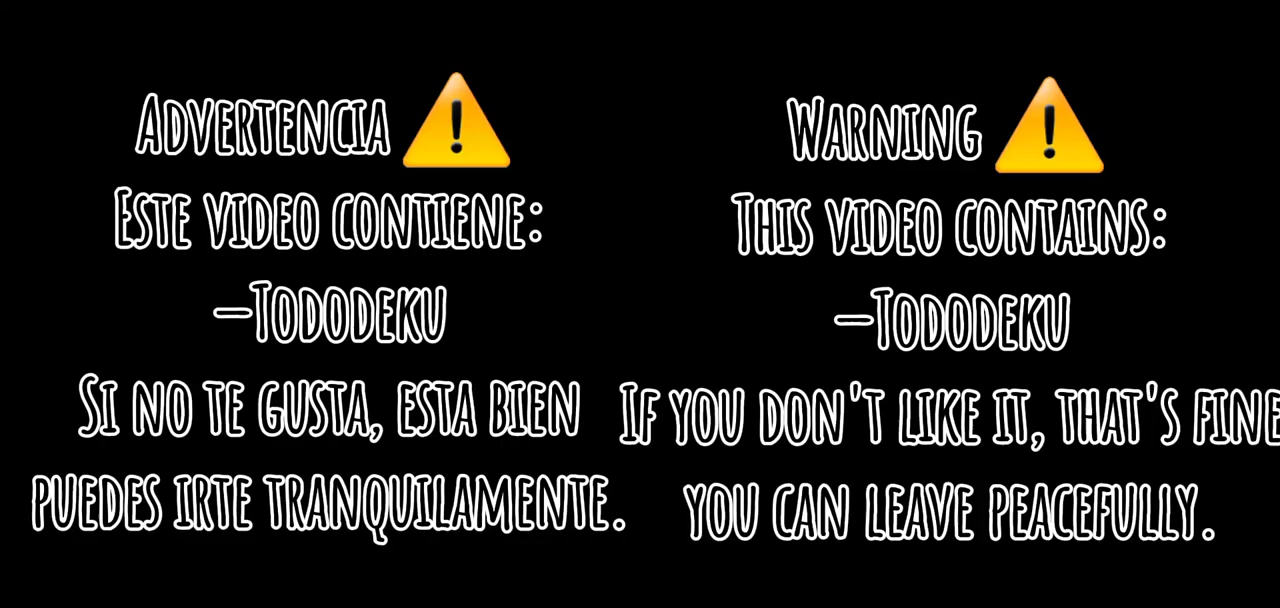 Advertencia ⚠️
Este video contiene:
—Tododeku
Si no te gusta, esta bien
puedes irte tranquilamente.
Warning ⚠️
This video contains:
—Tododeku
If you don't like it, that's fine
you can leave peacefully.